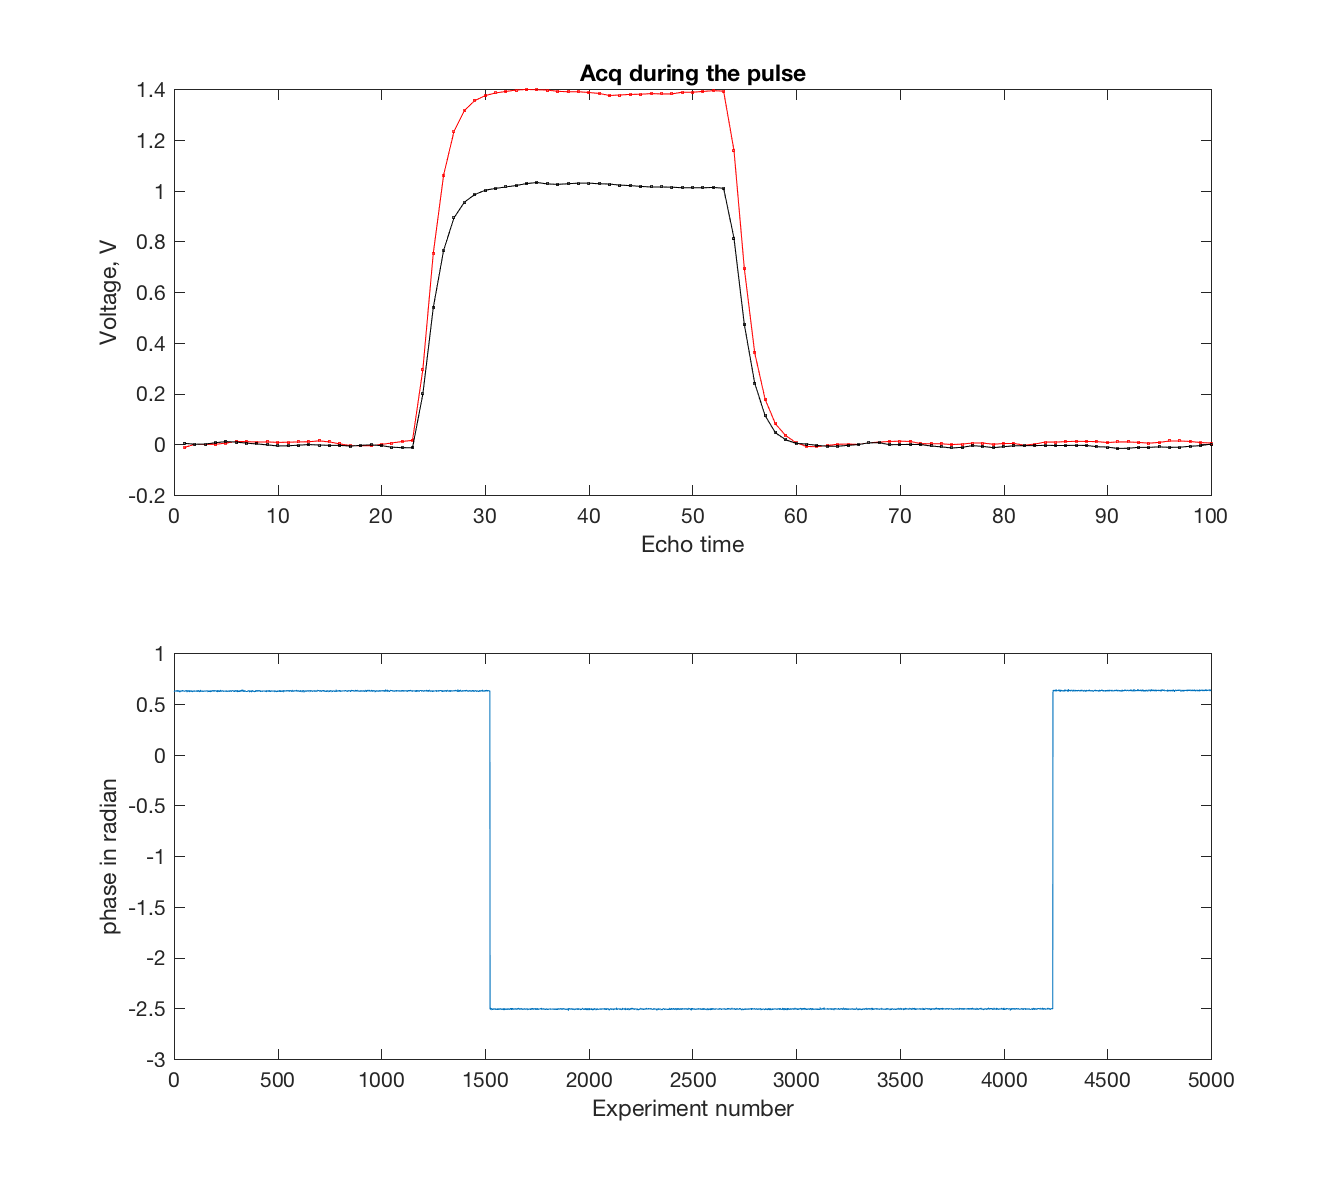 Acq during the pulse
1.4
1.2
1
0.8
0.6
0.4
0.2
0
-0.2
Voltage, V
0 10 20 30 40 50 60 70 80 90 100
Echo time
1
0.5
0
-0.5
-1
-1.5
-2
-2.5
-3
phase in radian
0 500 1000 1500 2000 2500 3000 3500 4000 4500 5000
Experiment number